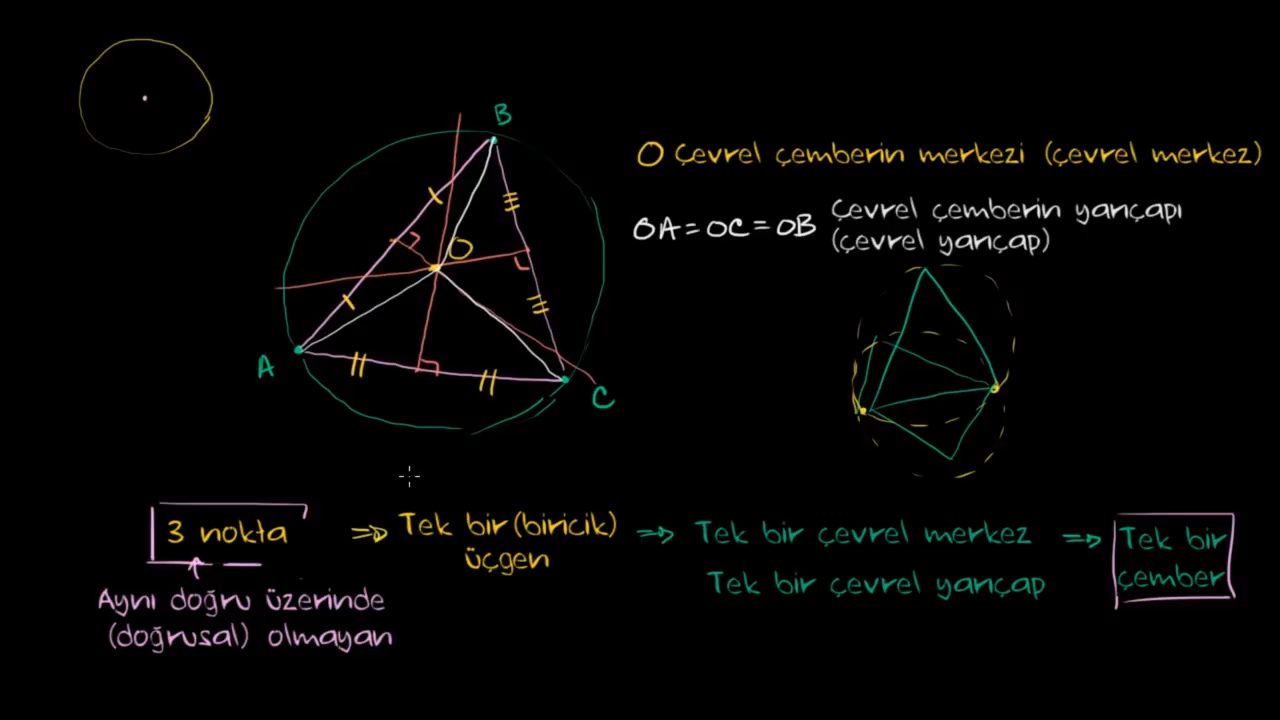 B
O Çevrel çemberin merkezi (çevrel merkez)
OA = OC = OB Çevrel çemberin yarıçapı
(çevrel yarıçap)
O
A
C
3 nokta => Tek bir (biricik) üçgen => Tek bir çevrel merkez => Tek bir çember
Tek bir çevrel yarıçap
Aynı doğru üzerinde
(doğrusal) olmayan